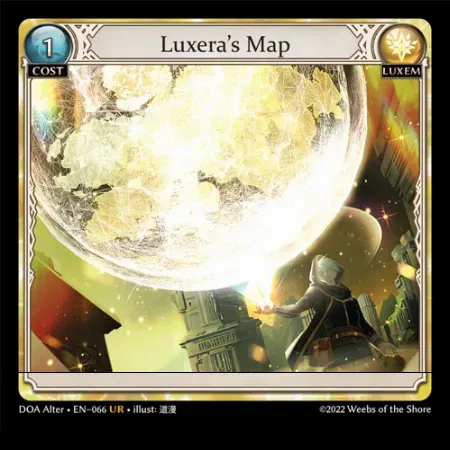 1
Luxera's Map
COST
LUXEM
DOA Alter • EN-066 UR • illust: 道漫
©2022 Weebs of the Shore